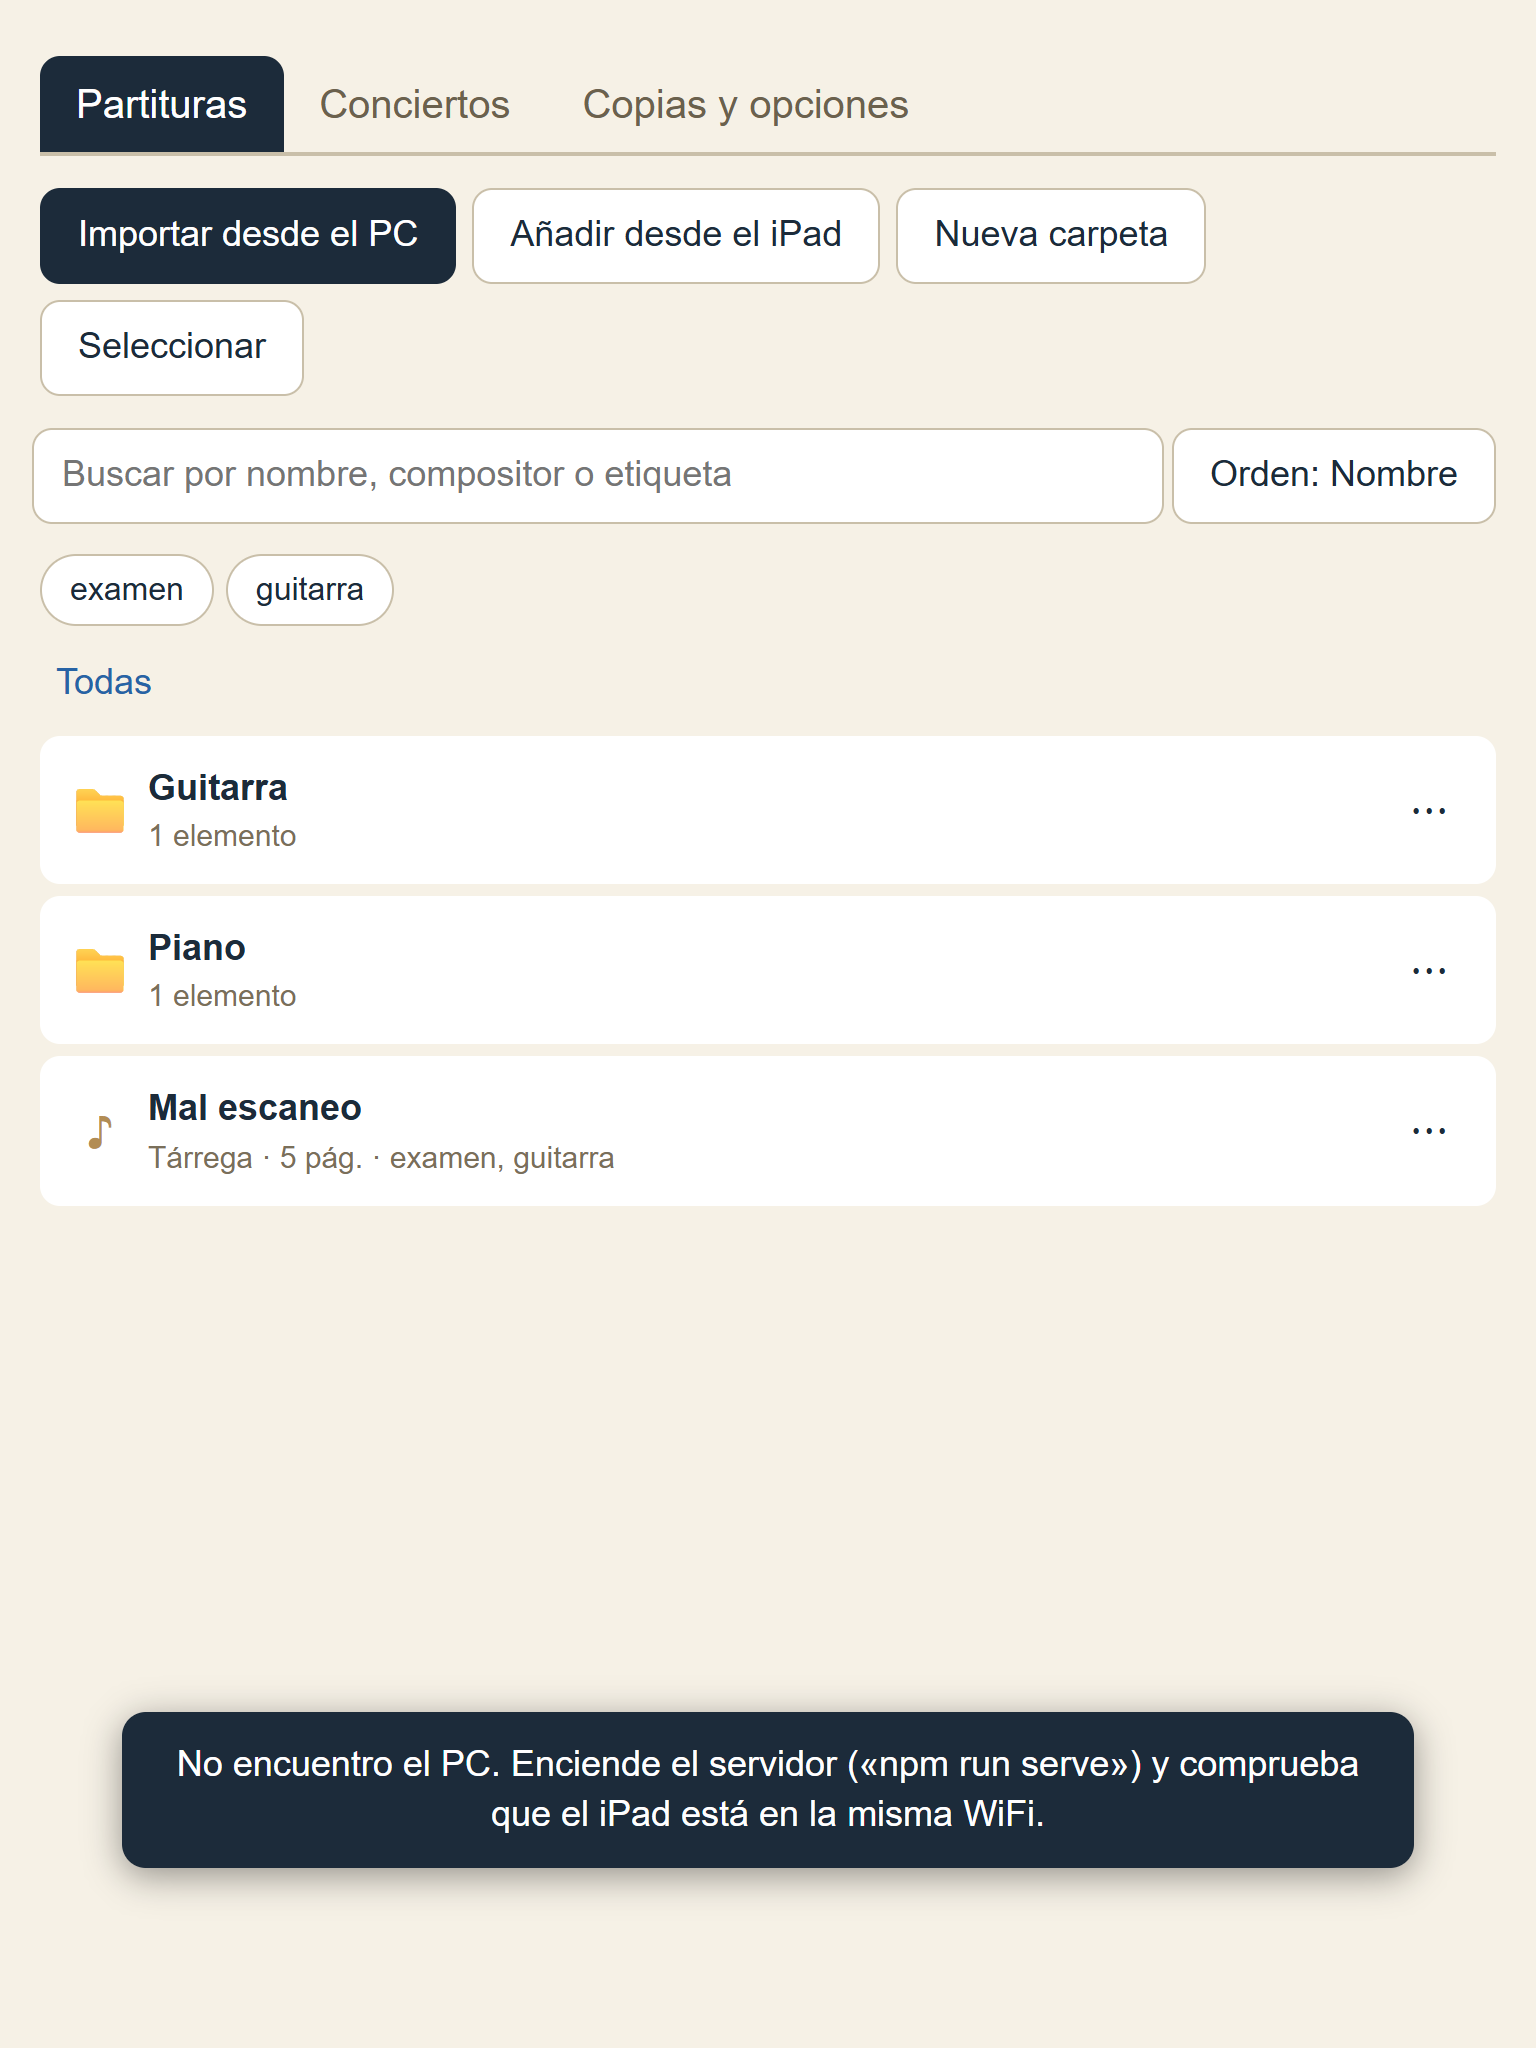 Partituras Conciertos Copias y opciones
Importar desde el PC Añadir desde el iPad Nueva carpeta
Seleccionar
Buscar por nombre, compositor o etiqueta Orden: Nombre
examen guitarra
Todas
Guitarra
1 elemento
...
Piano
1 elemento
...
Mal escaneo
Tárrega · 5 pág. · examen, guitarra
...
No encuentro el PC. Enciende el servidor («npm run serve») y comprueba
que el iPad está en la misma WiFi.